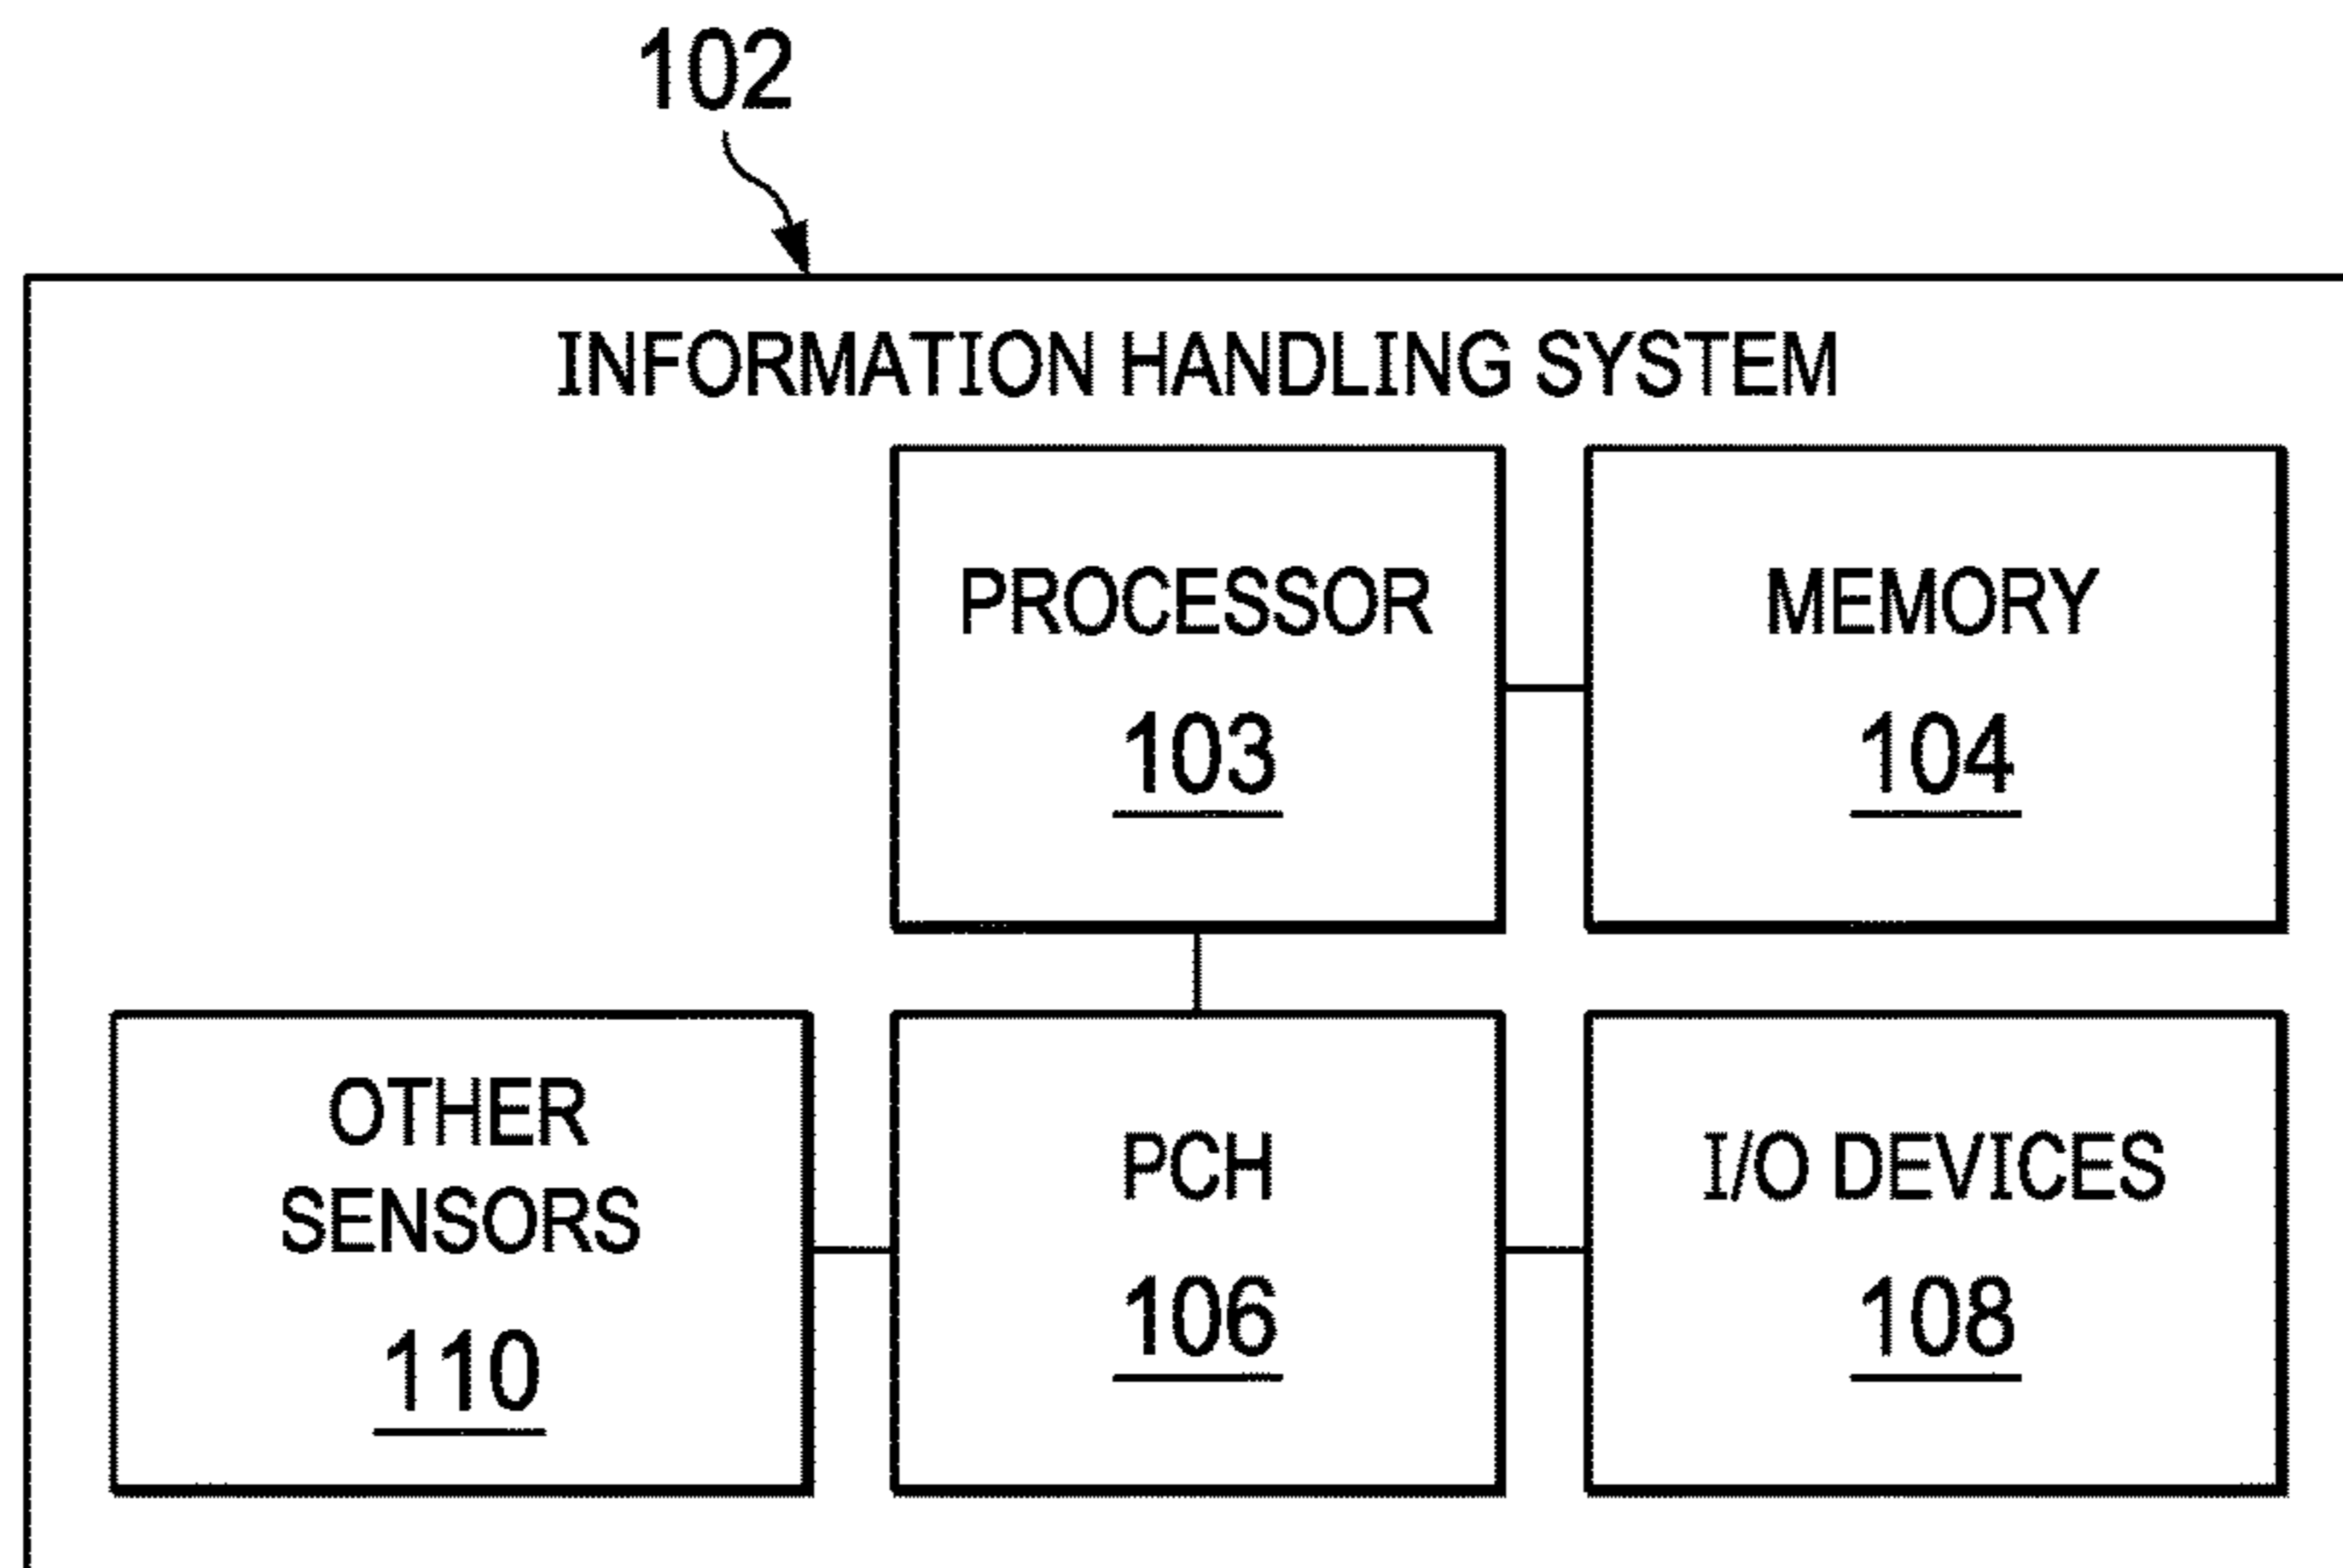 102
INFORMATION HANDLING SYSTEM
PROCESSOR
103
MEMORY
104
OTHER
SENSORS
110
PCH
106
I/O DEVICES
108